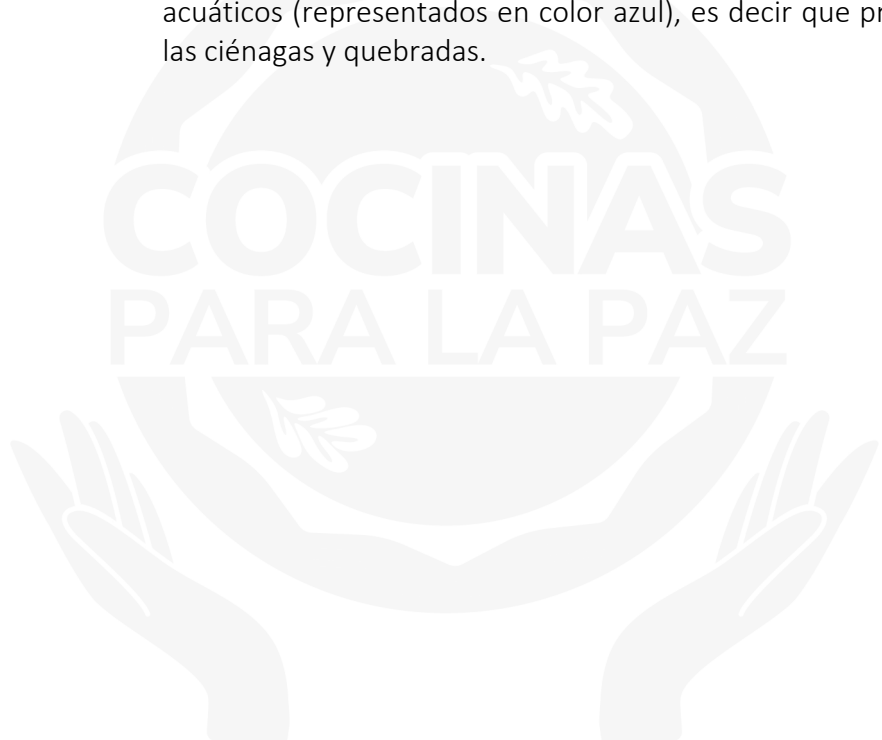 acuáticos (representados en color azul), es decir que
las ciénagas y quebradas.
COCINAS
PARA LA PAZ